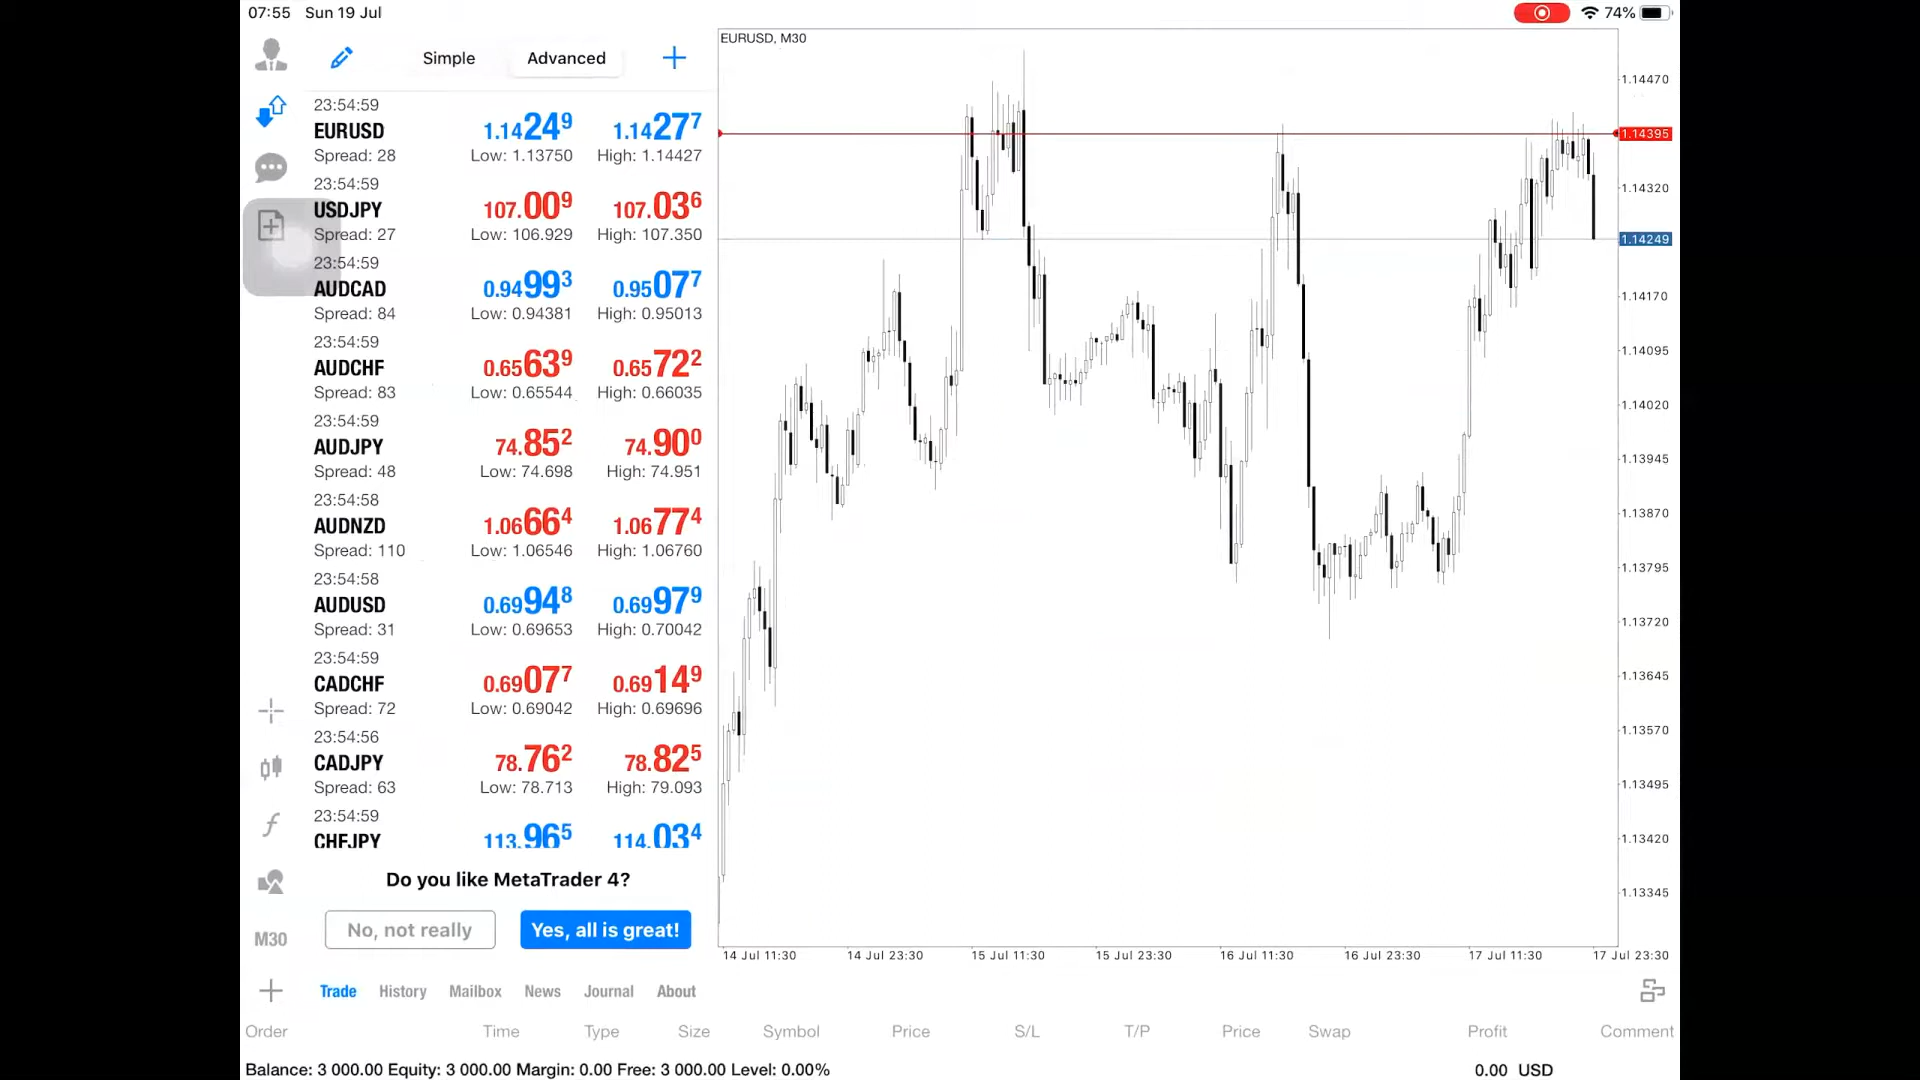 07:55 Sun 19 Jul
74%
Simple Advanced
23:54:59
EURUSD 1.14249 1.14277
Spread: 28 Low: 1.13750 High: 1.14427
23:54:59
USDJPY 107.009 107.036
Spread: 27 Low: 106.929 High: 107.350
23:54:59
AUDCAD 0.94993 0.95077
Spread: 84 Low: 0.94381 High: 0.95013
23:54:59
AUDCHF 0.65639 0.65722
Spread: 83 Low: 0.65544 High: 0.66035
23:54:59
AUDJPY 74.852 74.900
Spread: 48 Low: 74.698 High: 74.951
23:54:58
AUDNZD 1.06664 1.06774
Spread: 110 Low: 1.06546 High: 1.06760
23:54:58
AUDUSD 0.69948 0.69979
Spread: 31 Low: 0.69653 High: 0.70042
23:54:59
CADCHF 0.69077 0.69149
Spread: 72 Low: 0.69042 High: 0.69696
23:54:56
CADJPY 78.762 78.825
Spread: 63 Low: 78.713 High: 79.093
23:54:59
CHFJPY 113.965 114.034
Do you like MetaTrader 4?
No, not really Yes, all is great!
M30
EURUSD, M30
1.14470
1.14395
1.14320
1.14249
1.14170
1.14095
1.14020
1.13945
1.13870
1.13795
1.13720
1.13645
1.13570
1.13495
1.13420
1.13345
14 Jul 11:30 14 Jul 23:30 15 Jul 11:30 15 Jul 23:30 16 Jul 11:30 16 Jul 23:30 17 Jul 11:30 17 Jul 23:30
Trade History Mailbox News Journal About
Order Time Type Size Symbol Price S/L T/P Price Swap Profit Comment
Balance: 3 000.00 Equity: 3 000.00 Margin: 0.00 Free: 3 000.00 Level: 0.00% 0.00 USD